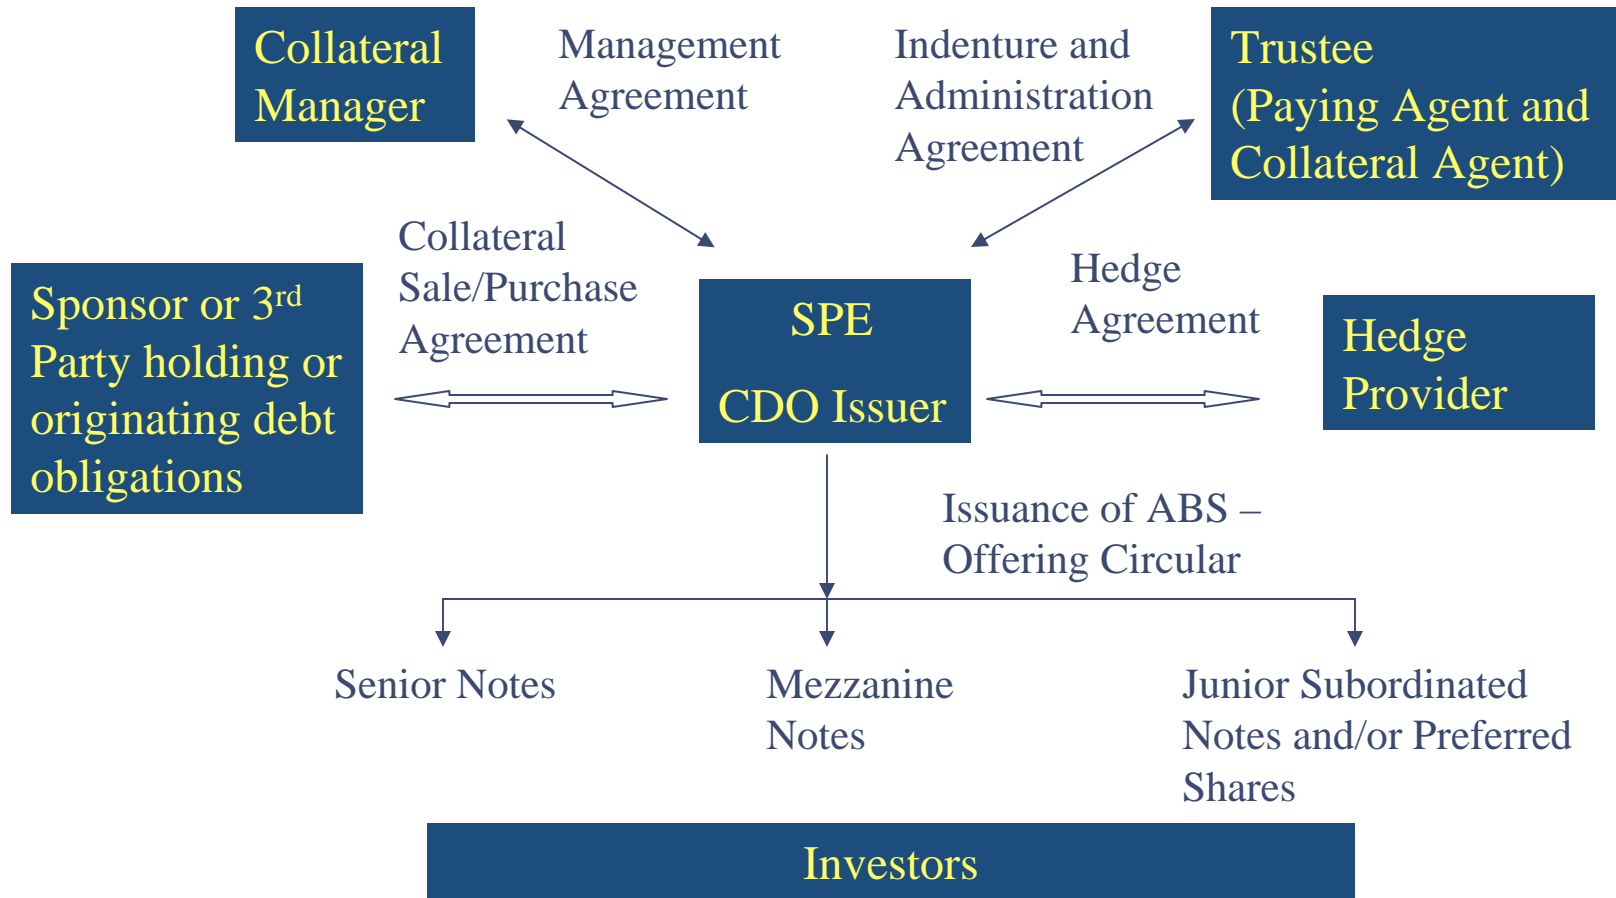 Collateral
Manager
Management
Agreement
Indenture and
Administration
Agreement
Trustee
(Paying Agent and
Collateral Agent)
Collateral
Sale/Purchase
Agreement
Hedge
Agreement
Sponsor or 3rd
Party holding or
originating debt
obligations
SPE
CDO Issuer
Hedge
Provider
Issuance of ABS –
Offering Circular
Senior Notes
Mezzanine
Notes
Junior Subordinated
Notes and/or Preferred
Shares
Investors